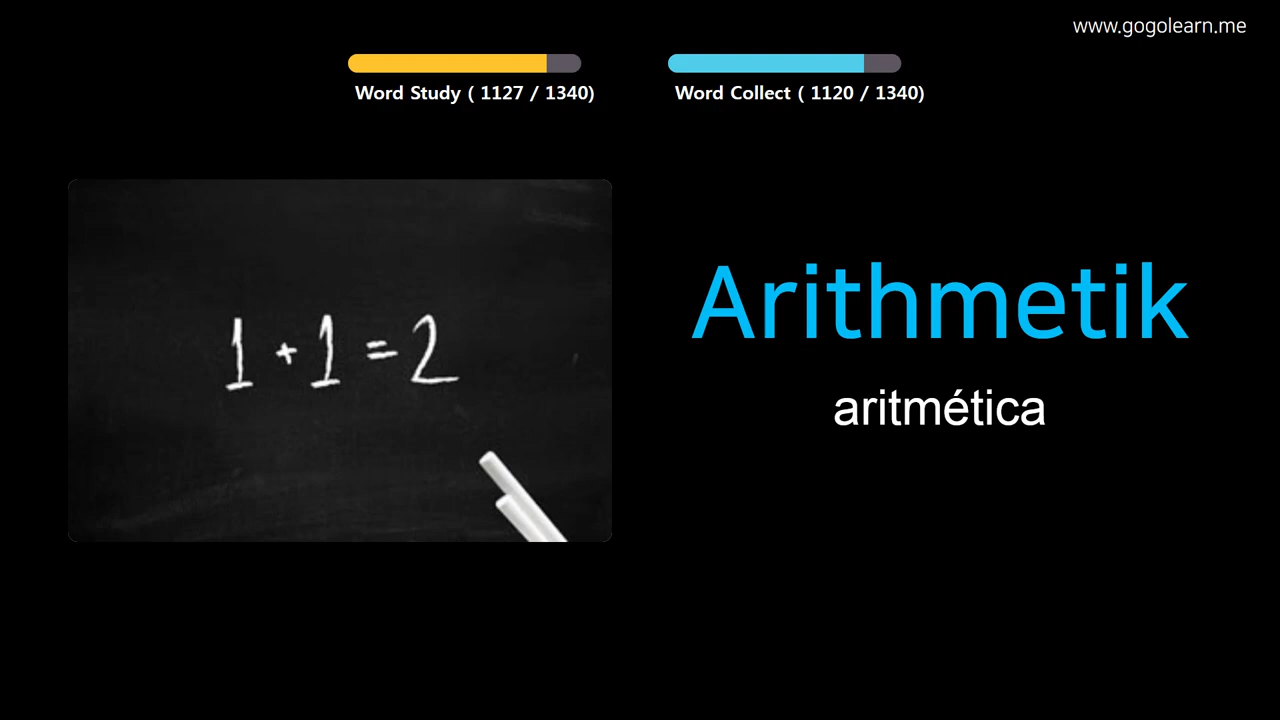 www.gogolearn.me
Word Study ( 1127 / 1340)
Word Collect ( 1120 / 1340)
1 + 1 = 2
Arithmetik
aritmética